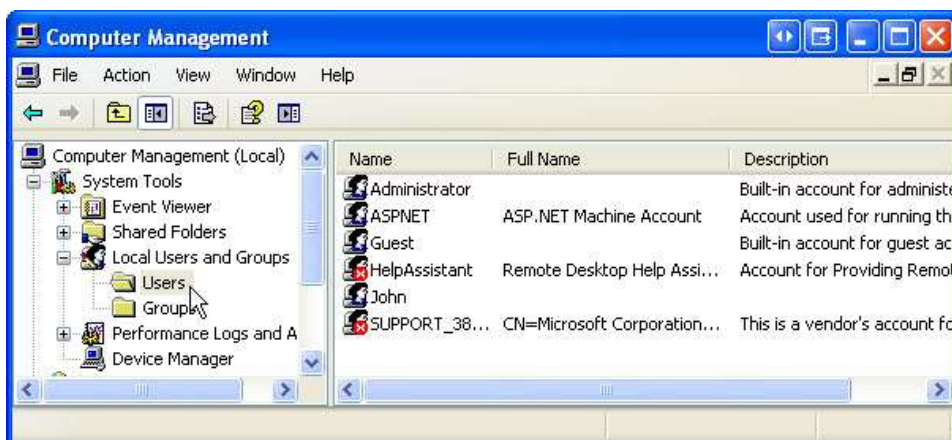 Computer Management
File Action View Window Help
Computer Management (Local)
System Tools
Event Viewer
Shared Folders
Local Users and Groups
Users
Groups
Performance Logs and A
Device Manager
Name Full Name Description
Administrator Built-in account for administe
ASPNET ASP.NET Machine Account Account used for running th
Guest Built-in account for guest ac
HelpAssistant Remote Desktop Help Assi... Account for Providing Remo
John
SUPPORT_38... CN=Microsoft Corporation... This is a vendor's account fo